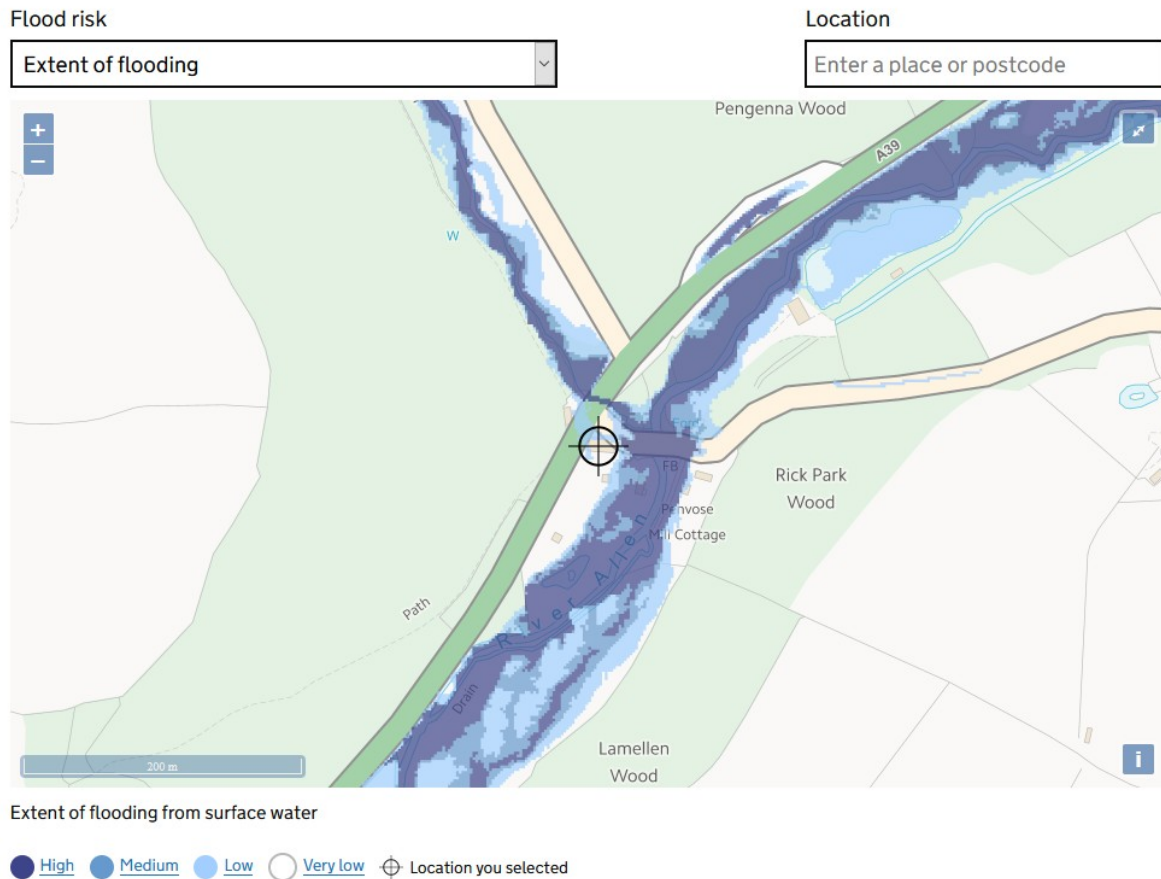 Flood risk
Location
Extent of flooding
Enter a place or postcode
+
−
Pengenna Wood
A39
W
FB
Rick Park
Wood
Penvose
Mill Cottage
River Allen
Path
Drain
Lamellen
Wood
200 m
i
Extent of flooding from surface water
High
Medium
Low
Very low
Location you selected